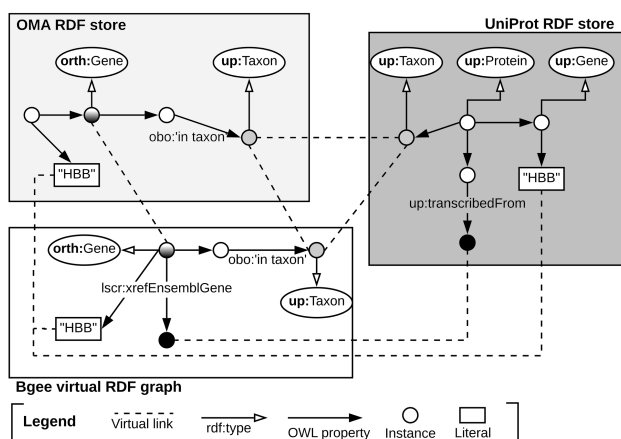 OMA RDF store
UniProt RDF store
orth:Gene
up:Taxon
up:Taxon
up:Protein
up:Gene
obo:'in taxon'
"HBB"
"HBB"
up:transcribedFrom
orth:Gene
obo:'in taxon'
lscr:xrefEnsemblGene
up:Taxon
"HBB"
Bgee virtual RDF graph
Legend
Virtual link
rdf:type
OWL property
Instance
Literal